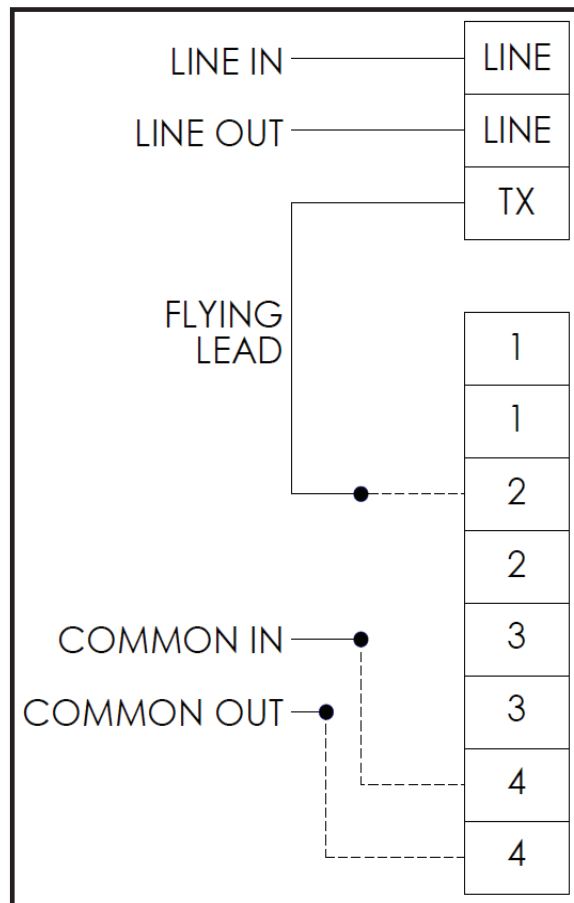 LINE IN
LINE
LINE OUT
LINE
TX
FLYING
LEAD
1
1
2
2
COMMON IN
3
COMMON OUT
3
4
4